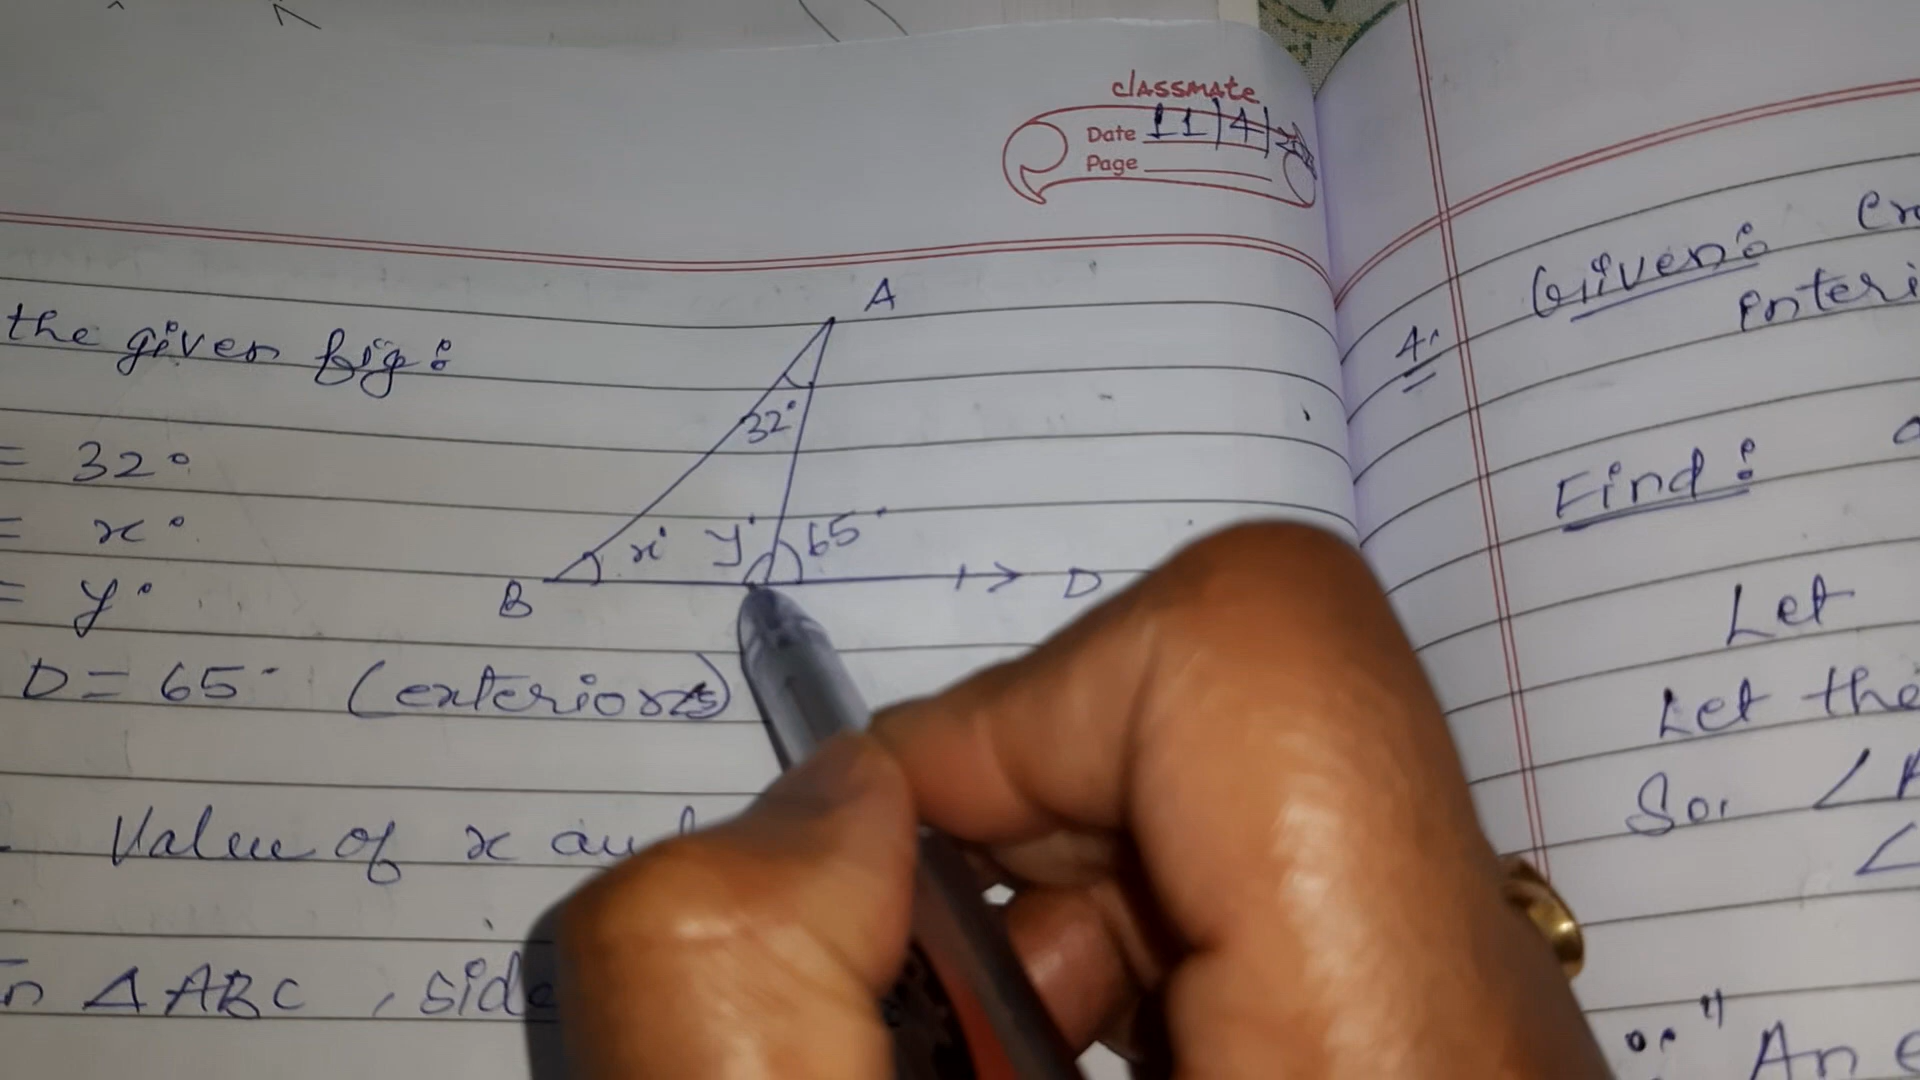 classmate
Date 11/4/
Page
the given fig:
A
32°
= 32°
= x°
= y°
x° y° 65°
B
D
D = 65° (exterior)
Value of x
ΔABC, side
4.
Given:
Find:
Let
Let the
So,
∠
An